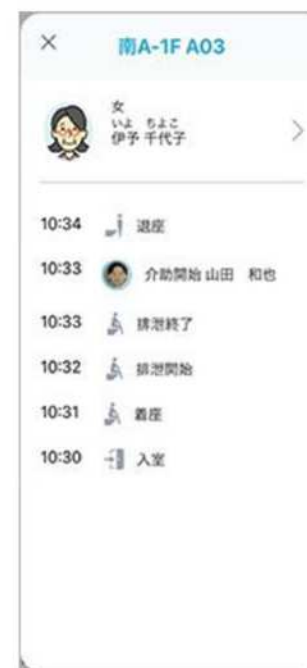 × 南A-1F A03
女
いよ ちよこ
伊予 千代子
10:34 退座
10:33 介助開始 山田 和也
10:33 排泄終了
10:32 排泄開始
10:31 着座
10:30 入室